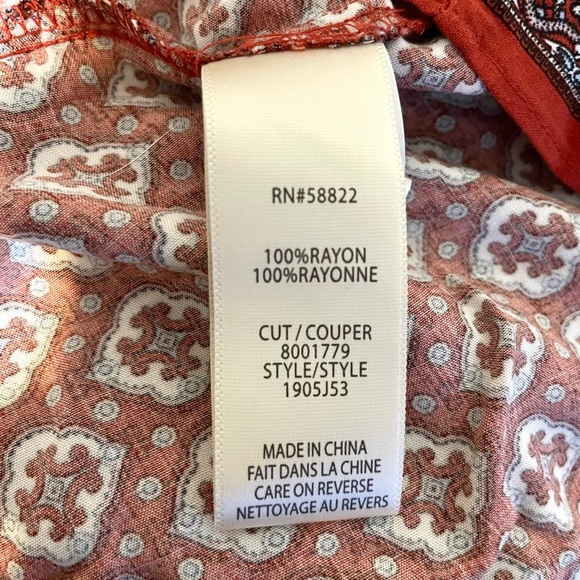 RN#58822
100%RAYON
100%RAYONNE
CUT / COUPER
8001779
STYLE/STYLE
1905J53
MADE IN CHINA
FAIT DANS LA CHINE
CARE ON REVERSE
NETTOYAGE AU REVERS